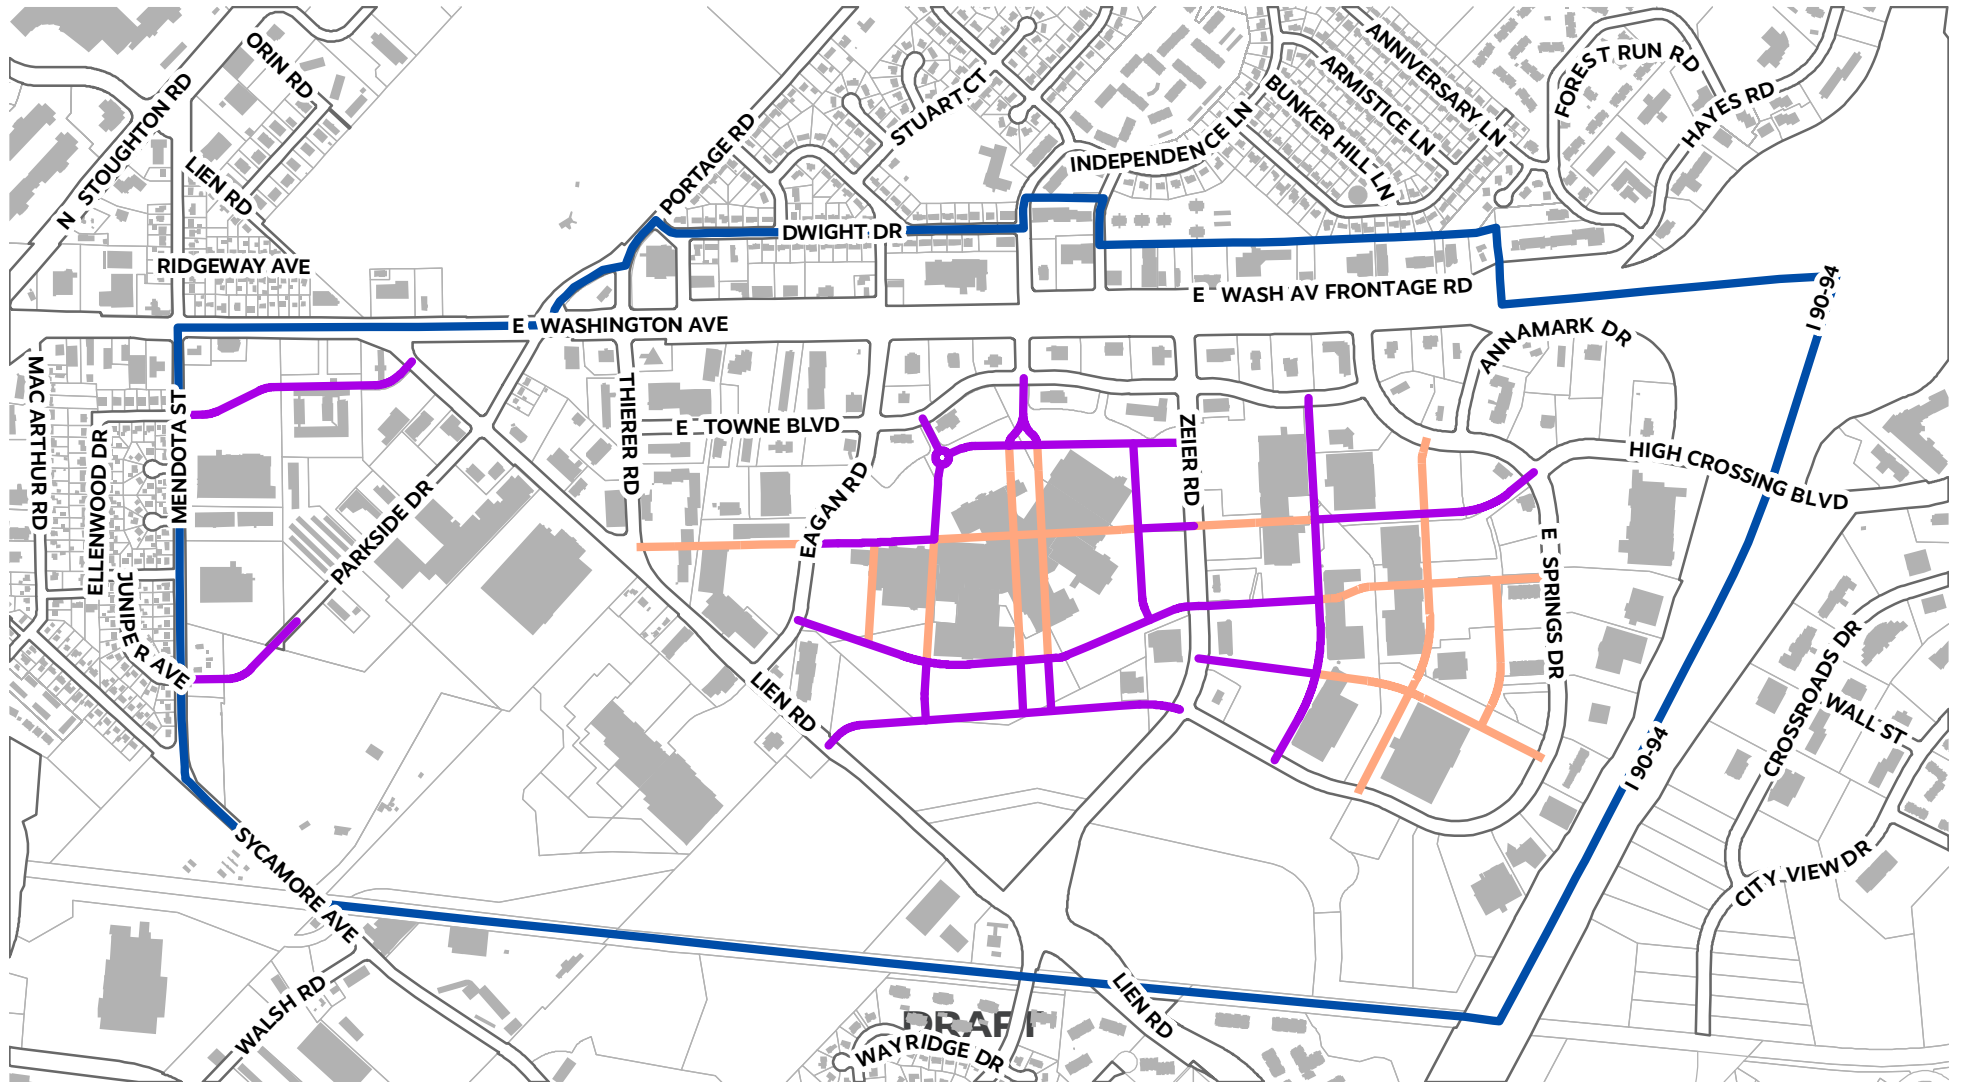 ORIN RD
N STOUGHTON RD
LIEN RD
RIDGEWAY AVE
PORTAGE RD
STUART CT
INDEPENDENCE LN
ANNIVERSARY LN
ARMISTICE LN
BUNKER HILL LN
FOREST RUN RD
HAYES RD
DWIGHT DR
E WASH AV FRONTAGE RD
E WASHINGTON AVE
I 90-94
ANNAMARK DR
MAC ARTHUR RD
MENDOTA ST
ELLENWOOD DR
JUNIPER AVE
PARKSIDE DR
THIERER RD
E TOWNE BLVD
EAGAN RD
ZEIER RD
HIGH CROSSING BLVD
E SPRINGS DR
LIEN RD
CROSSROADS DR
WALL ST
I 90-94
CITY VIEW DR
SYCAMORE AVE
WALSH RD
LIEN RD
DRAFT
WAYRIDGE DR